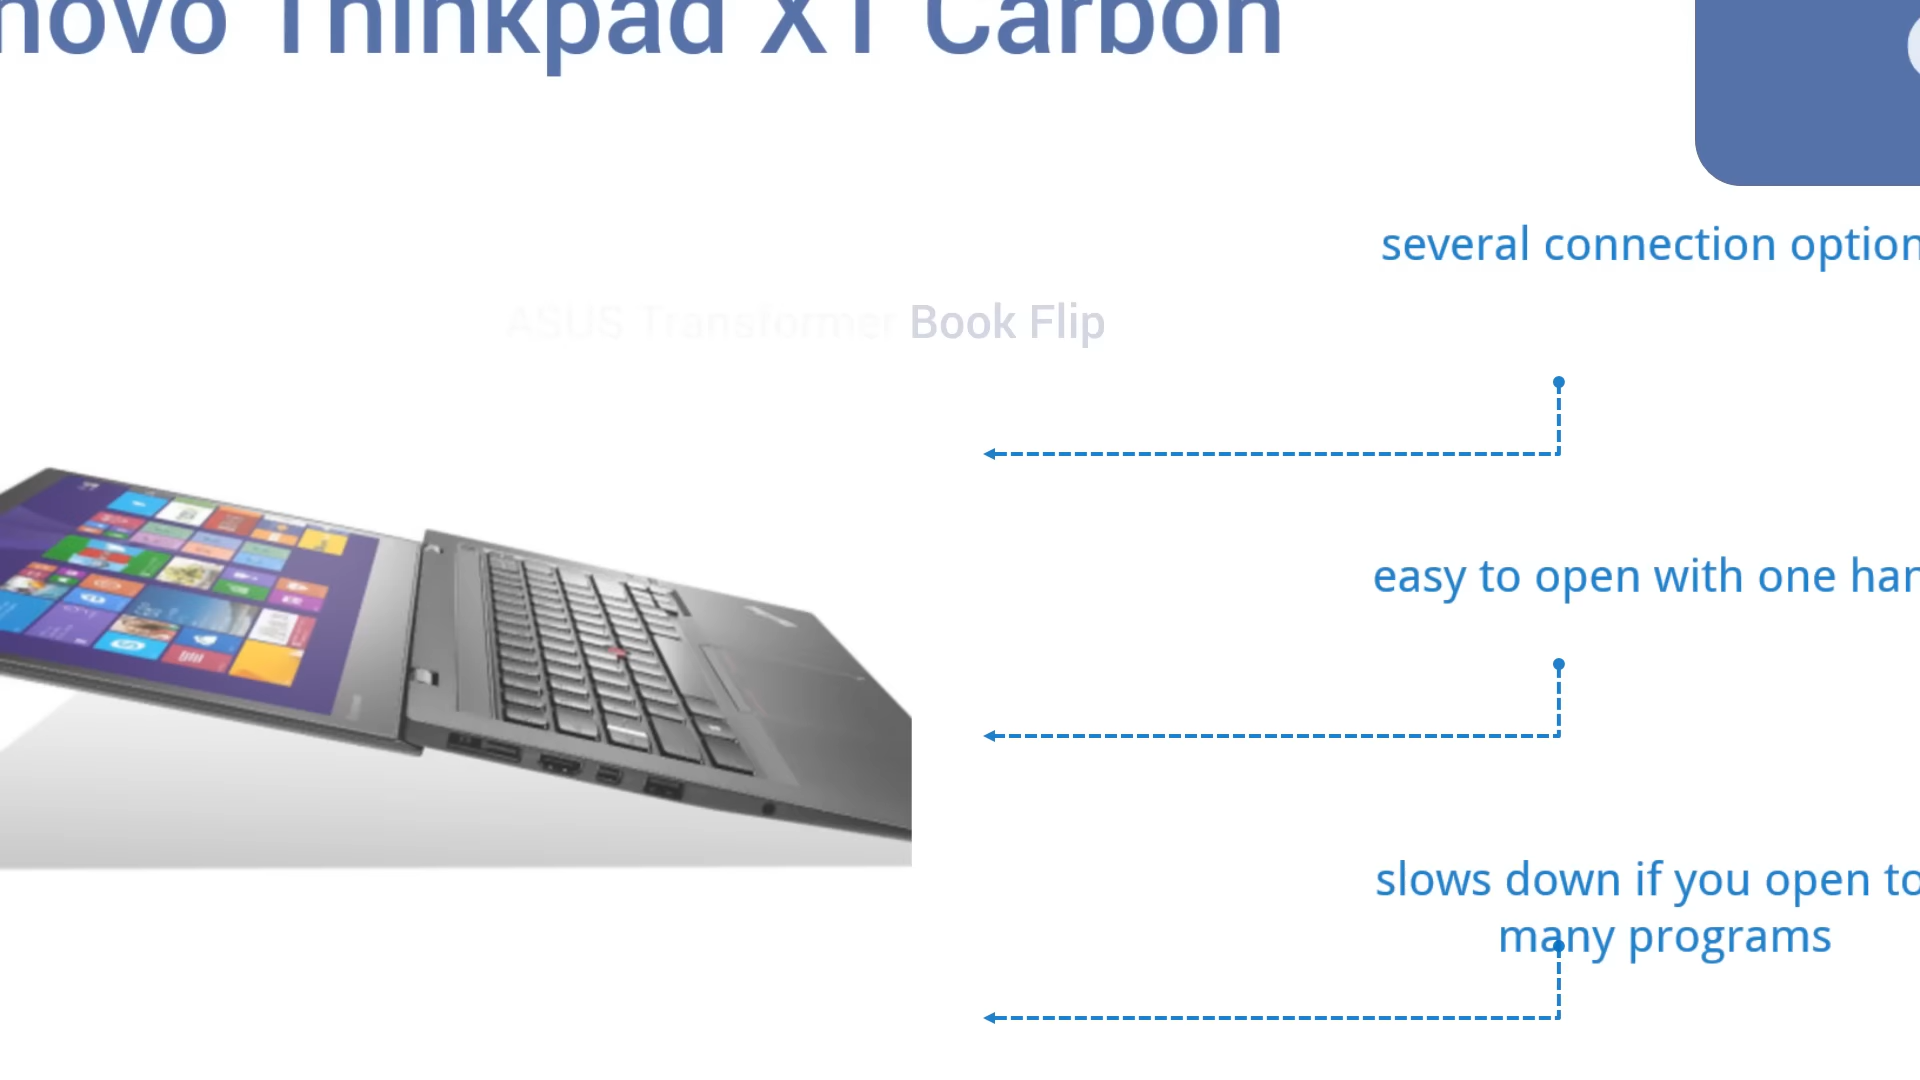 novo Thinkpad X1 Carbon
several connection option
ASUS Transformer Book Flip
easy to open with one han
slows down if you open to
many programs